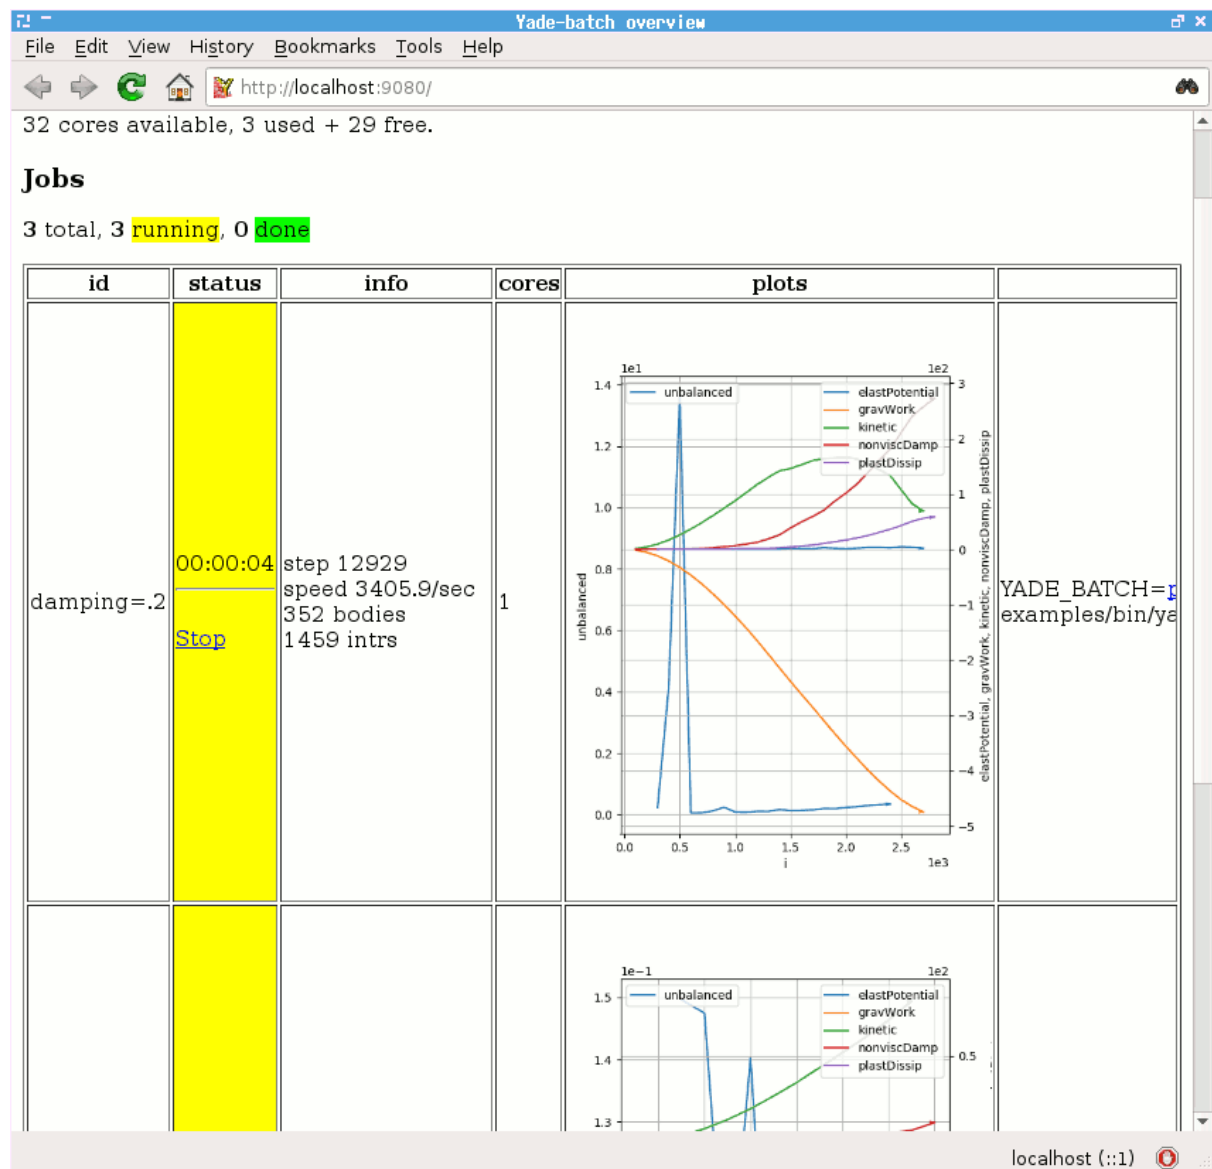 Yade-batch overview
File Edit View History Bookmarks Tools Help
http://localhost:9080/
32 cores available, 3 used + 29 free.
Jobs
3 total, 3 running, 0 done
id status info cores plots
damping=.2
00:00:04
Stop
step 12929
speed 3405.9/sec
352 bodies
1459 intrs
1
1e1 1e2
unbalanced
elastPotential
gravWork
kinetic
nonviscDamp
plastDissip
1.4
1.2
1.0
0.8
0.6
0.4
0.2
0.0
unbalanced
3
2
1
0
−1
−2
−3
−4
−5
elastPotential, gravWork, kinetic, nonviscDamp, plastDissip
0.0 0.5 1.0 1.5 2.0 2.5
1e3
i
YADE_BATCH=p
examples/bin/ya
1e−1 1e2
unbalanced
elastPotential
gravWork
kinetic
nonviscDamp
plastDissip
1.5
1.4
1.3
0.5
localhost (::1)